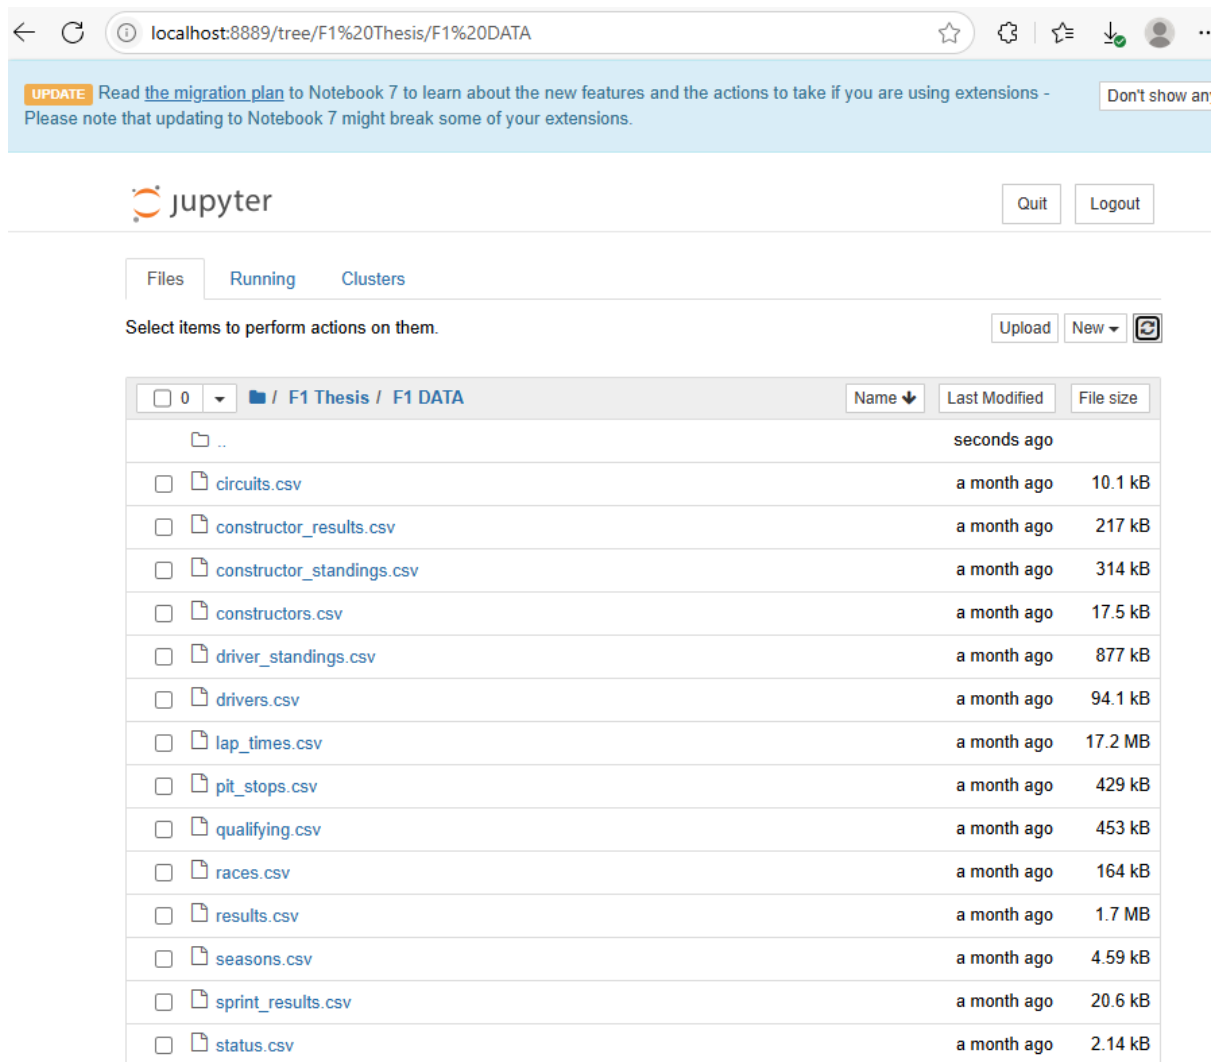 localhost:8889/tree/F1%20Thesis/F1%20DATA
UPDATE Read the migration plan to Notebook 7 to learn about the new features and the actions to take if you are using extensions -
Please note that updating to Notebook 7 might break some of your extensions.
Don't show any
jupyter
Quit Logout
Files Running Clusters
Select items to perform actions on them.
Upload New
0 / F1 Thesis / F1 DATA Name Last Modified File size
.. seconds ago
circuits.csv a month ago 10.1 kB
constructor_results.csv a month ago 217 kB
constructor_standings.csv a month ago 314 kB
constructors.csv a month ago 17.5 kB
driver_standings.csv a month ago 877 kB
drivers.csv a month ago 94.1 kB
lap_times.csv a month ago 17.2 MB
pit_stops.csv a month ago 429 kB
qualifying.csv a month ago 453 kB
races.csv a month ago 164 kB
results.csv a month ago 1.7 MB
seasons.csv a month ago 4.59 kB
sprint_results.csv a month ago 20.6 kB
status.csv a month ago 2.14 kB